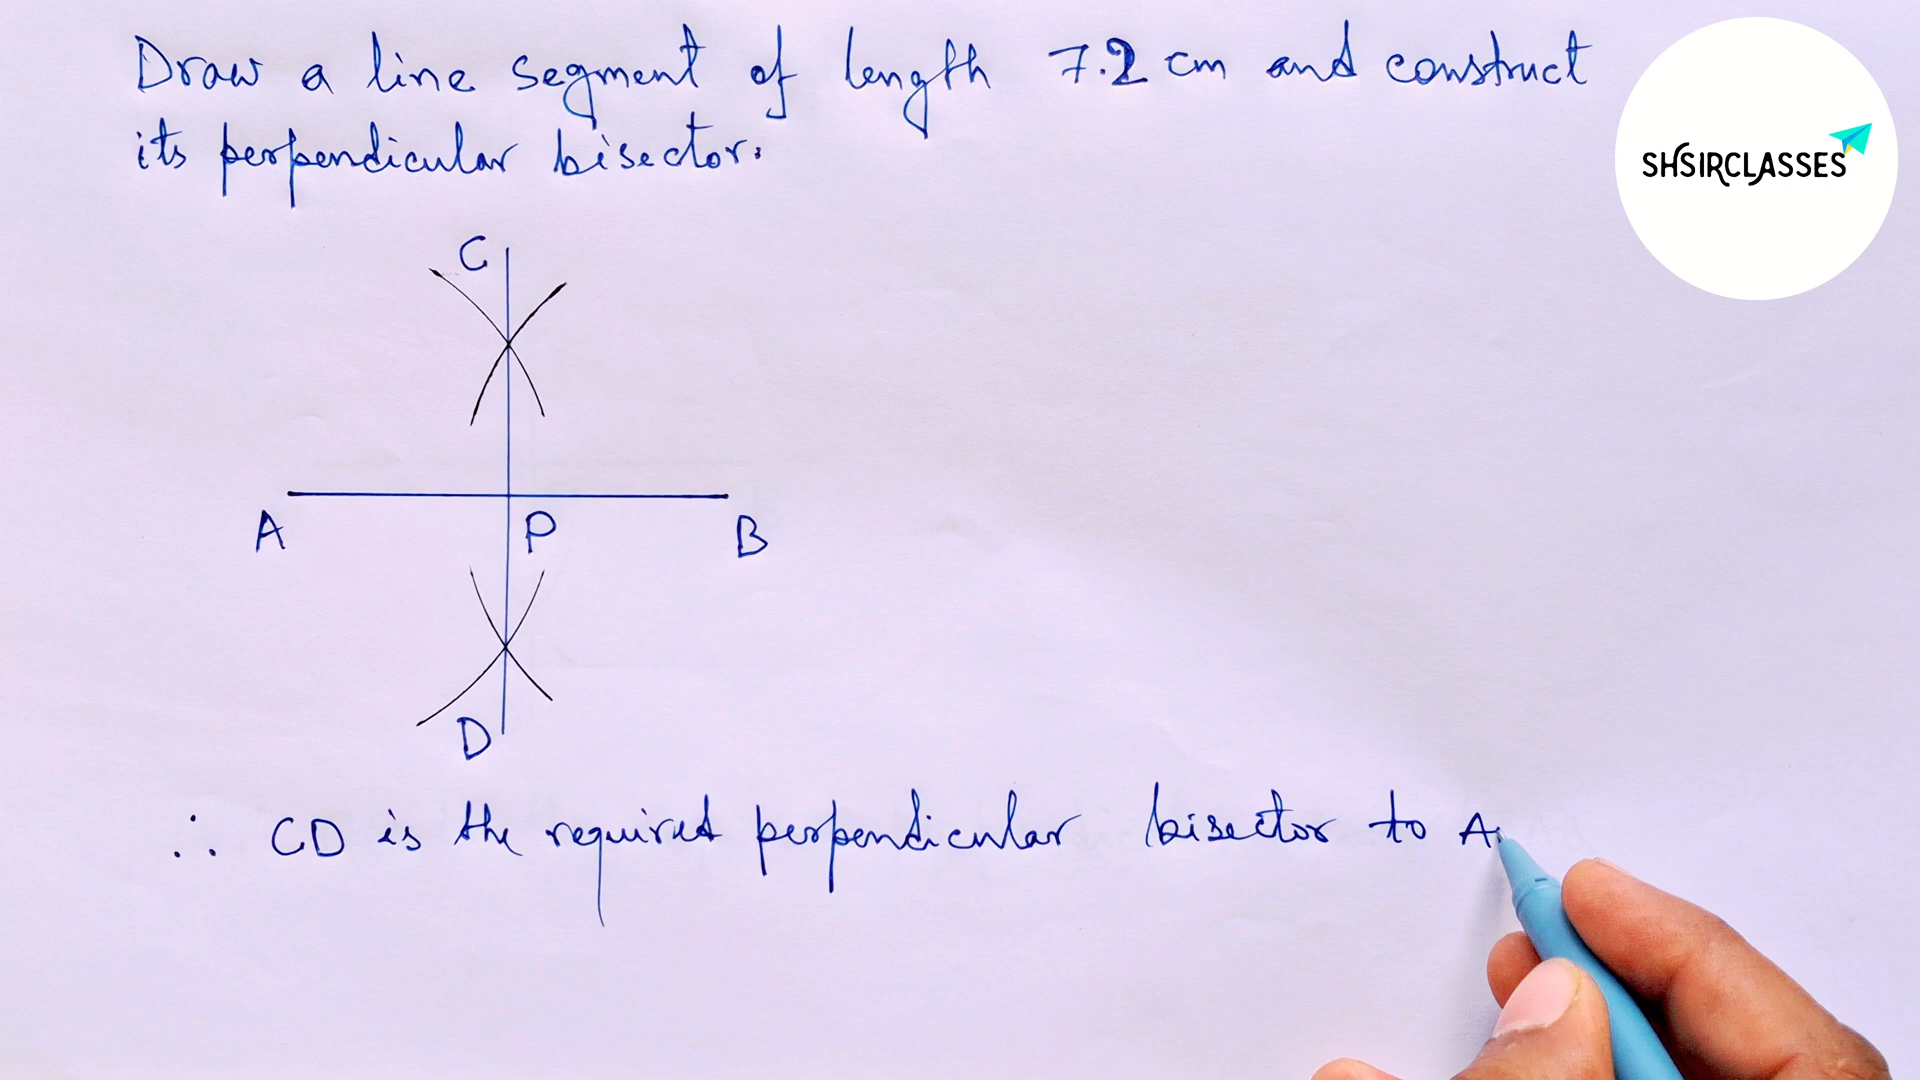 Draw a line segment of length 7.2 cm and construct
its perpendicular bisector.
SHSIRCLASSES
C
A P B
D
∴ CD is the required perpendicular bisector to A